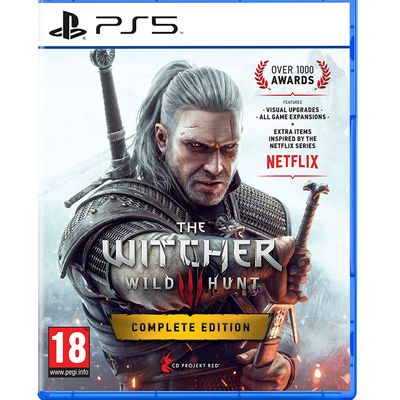 PS5
OVER 1000
AWARDS
FEATURES
· VISUAL UPGRADES ·
· ALL GAME EXPANSIONS ·
+
EXTRA ITEMS
INSPIRED BY THE
NETFLIX SERIES
NETFLIX
THE
WITCHER
WILD HUNT
COMPLETE EDITION
18
www.pegi.info
CD PROJEKT RED®